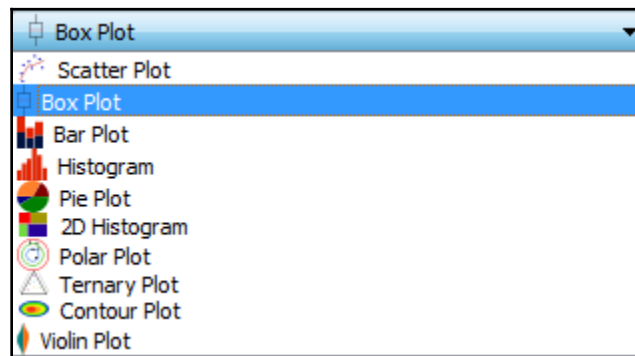 Box Plot
Scatter Plot
Box Plot
Bar Plot
Histogram
Pie Plot
2D Histogram
Polar Plot
Ternary Plot
Contour Plot
Violin Plot